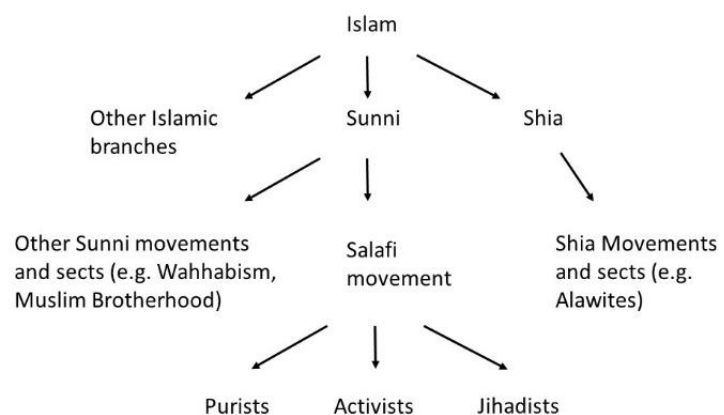 Islam
Other Islamic
branches
Sunni
Shia
Other Sunni movements
and sects (e.g. Wahhabism,
Muslim Brotherhood)
Salafi
movement
Shia Movements
and sects (e.g.
Alawites)
Purists
Activists
Jihadists